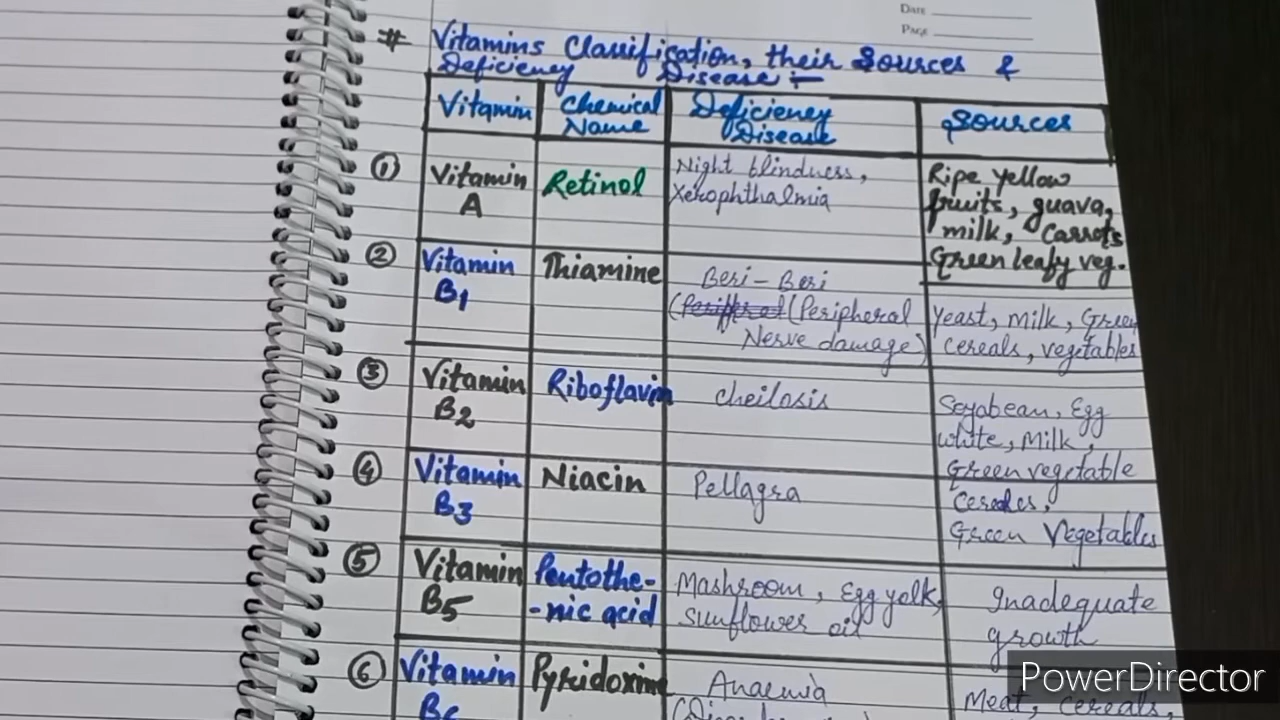 Date
Page
# Vitamins Classification, their Sources &
Deficiency Disease :-
Vitamin
Chemical
Name
Deficiency
Disease
Sources
① Vitamin
A
Retinol
Night blindness,
Xerophthalmia
Ripe yellow
fruits, guava,
milk, Carrots
Green leafy veg.
② Vitamin
B1
Thiamine
Beri - Beri
(Peripheral
Nerve damage)
Yeast, Milk, Green
cereals, vegetables
③ Vitamin
B2
Riboflavin
cheilosis
Soyabean, Egg
white, Milk,
Green vegetable
④ Vitamin
B3
Niacin
Pellagra
Cereales,
Green Vegetables
⑤ Vitamin
B5
Pentothe-
-nic acid
Mashroom, Egg yolk,
Sunflower oil
Inadequate
growth
⑥ Vitamin
B6
Pyridoxine
Anaemia
Meat, Cereals,
PowerDirector